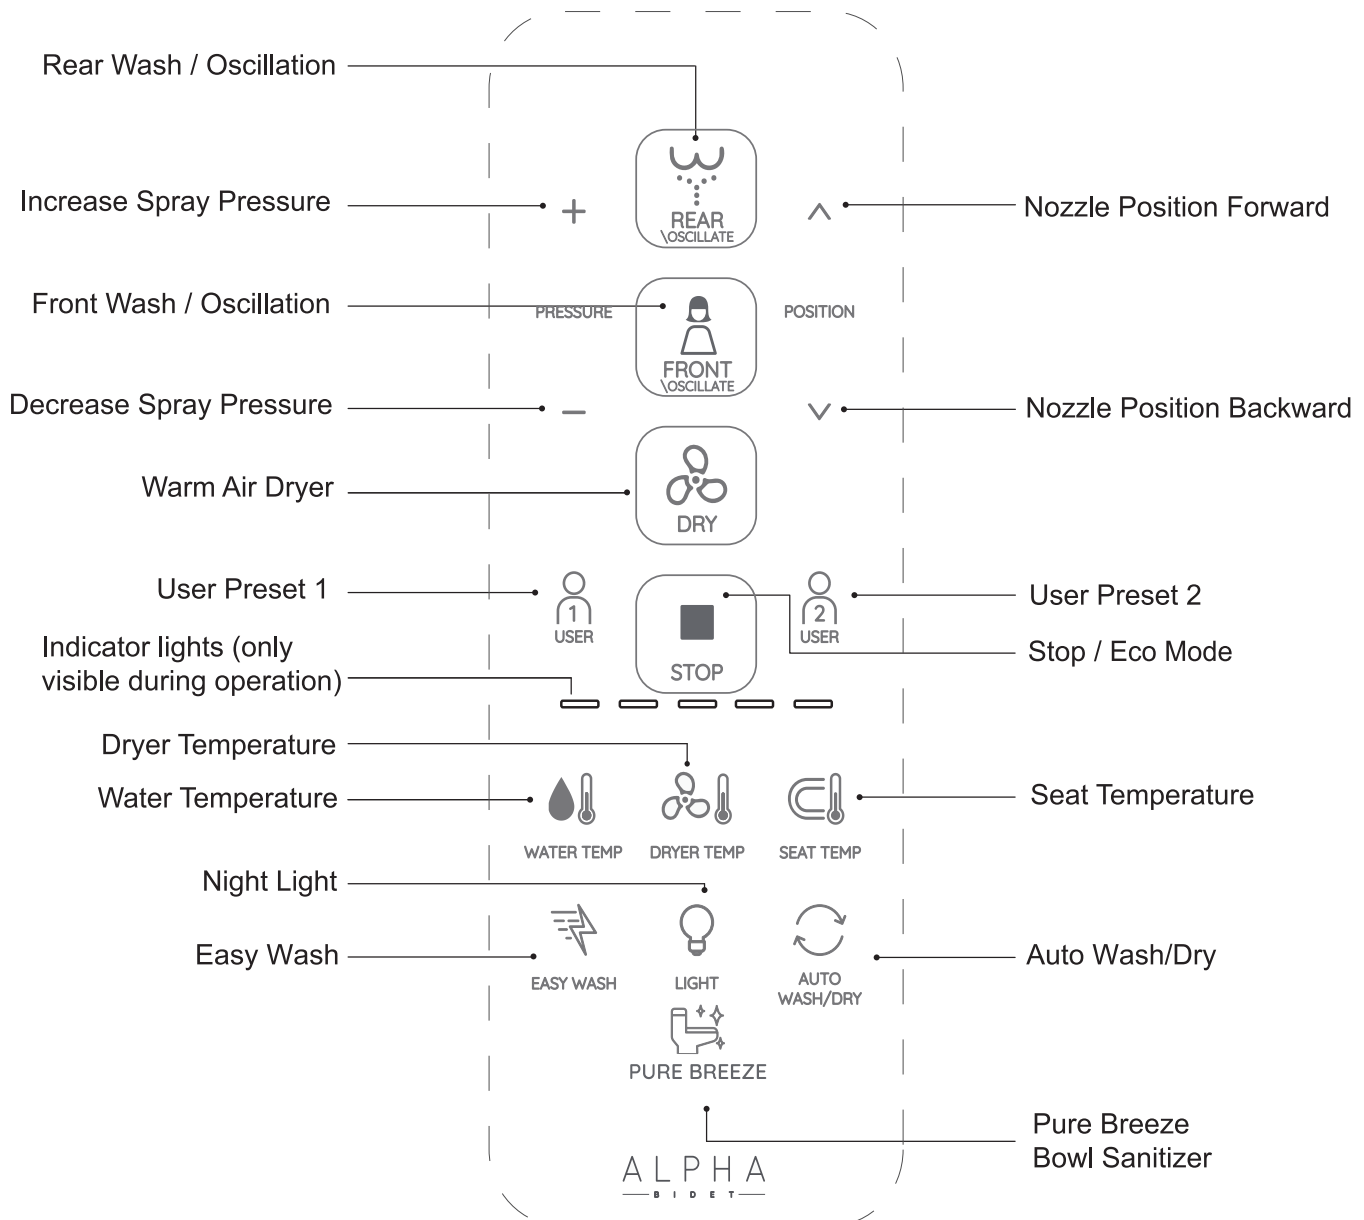 Rear Wash / Oscillation
REAR
\OSCILLATE
Increase Spray Pressure
+
Nozzle Position Forward
Front Wash / Oscillation
PRESSURE
POSITION
FRONT
\OSCILLATE
Decrease Spray Pressure
−
Nozzle Position Backward
Warm Air Dryer
DRY
User Preset 1
1
USER
2
USER
User Preset 2
Indicator lights (only
visible during operation)
STOP
Stop / Eco Mode
Dryer Temperature
Water Temperature
Seat Temperature
WATER TEMP
DRYER TEMP
SEAT TEMP
Night Light
Easy Wash
Auto Wash/Dry
EASY WASH
LIGHT
AUTO
WASH/DRY
PURE BREEZE
Pure Breeze
Bowl Sanitizer
ALPHA
BIDET